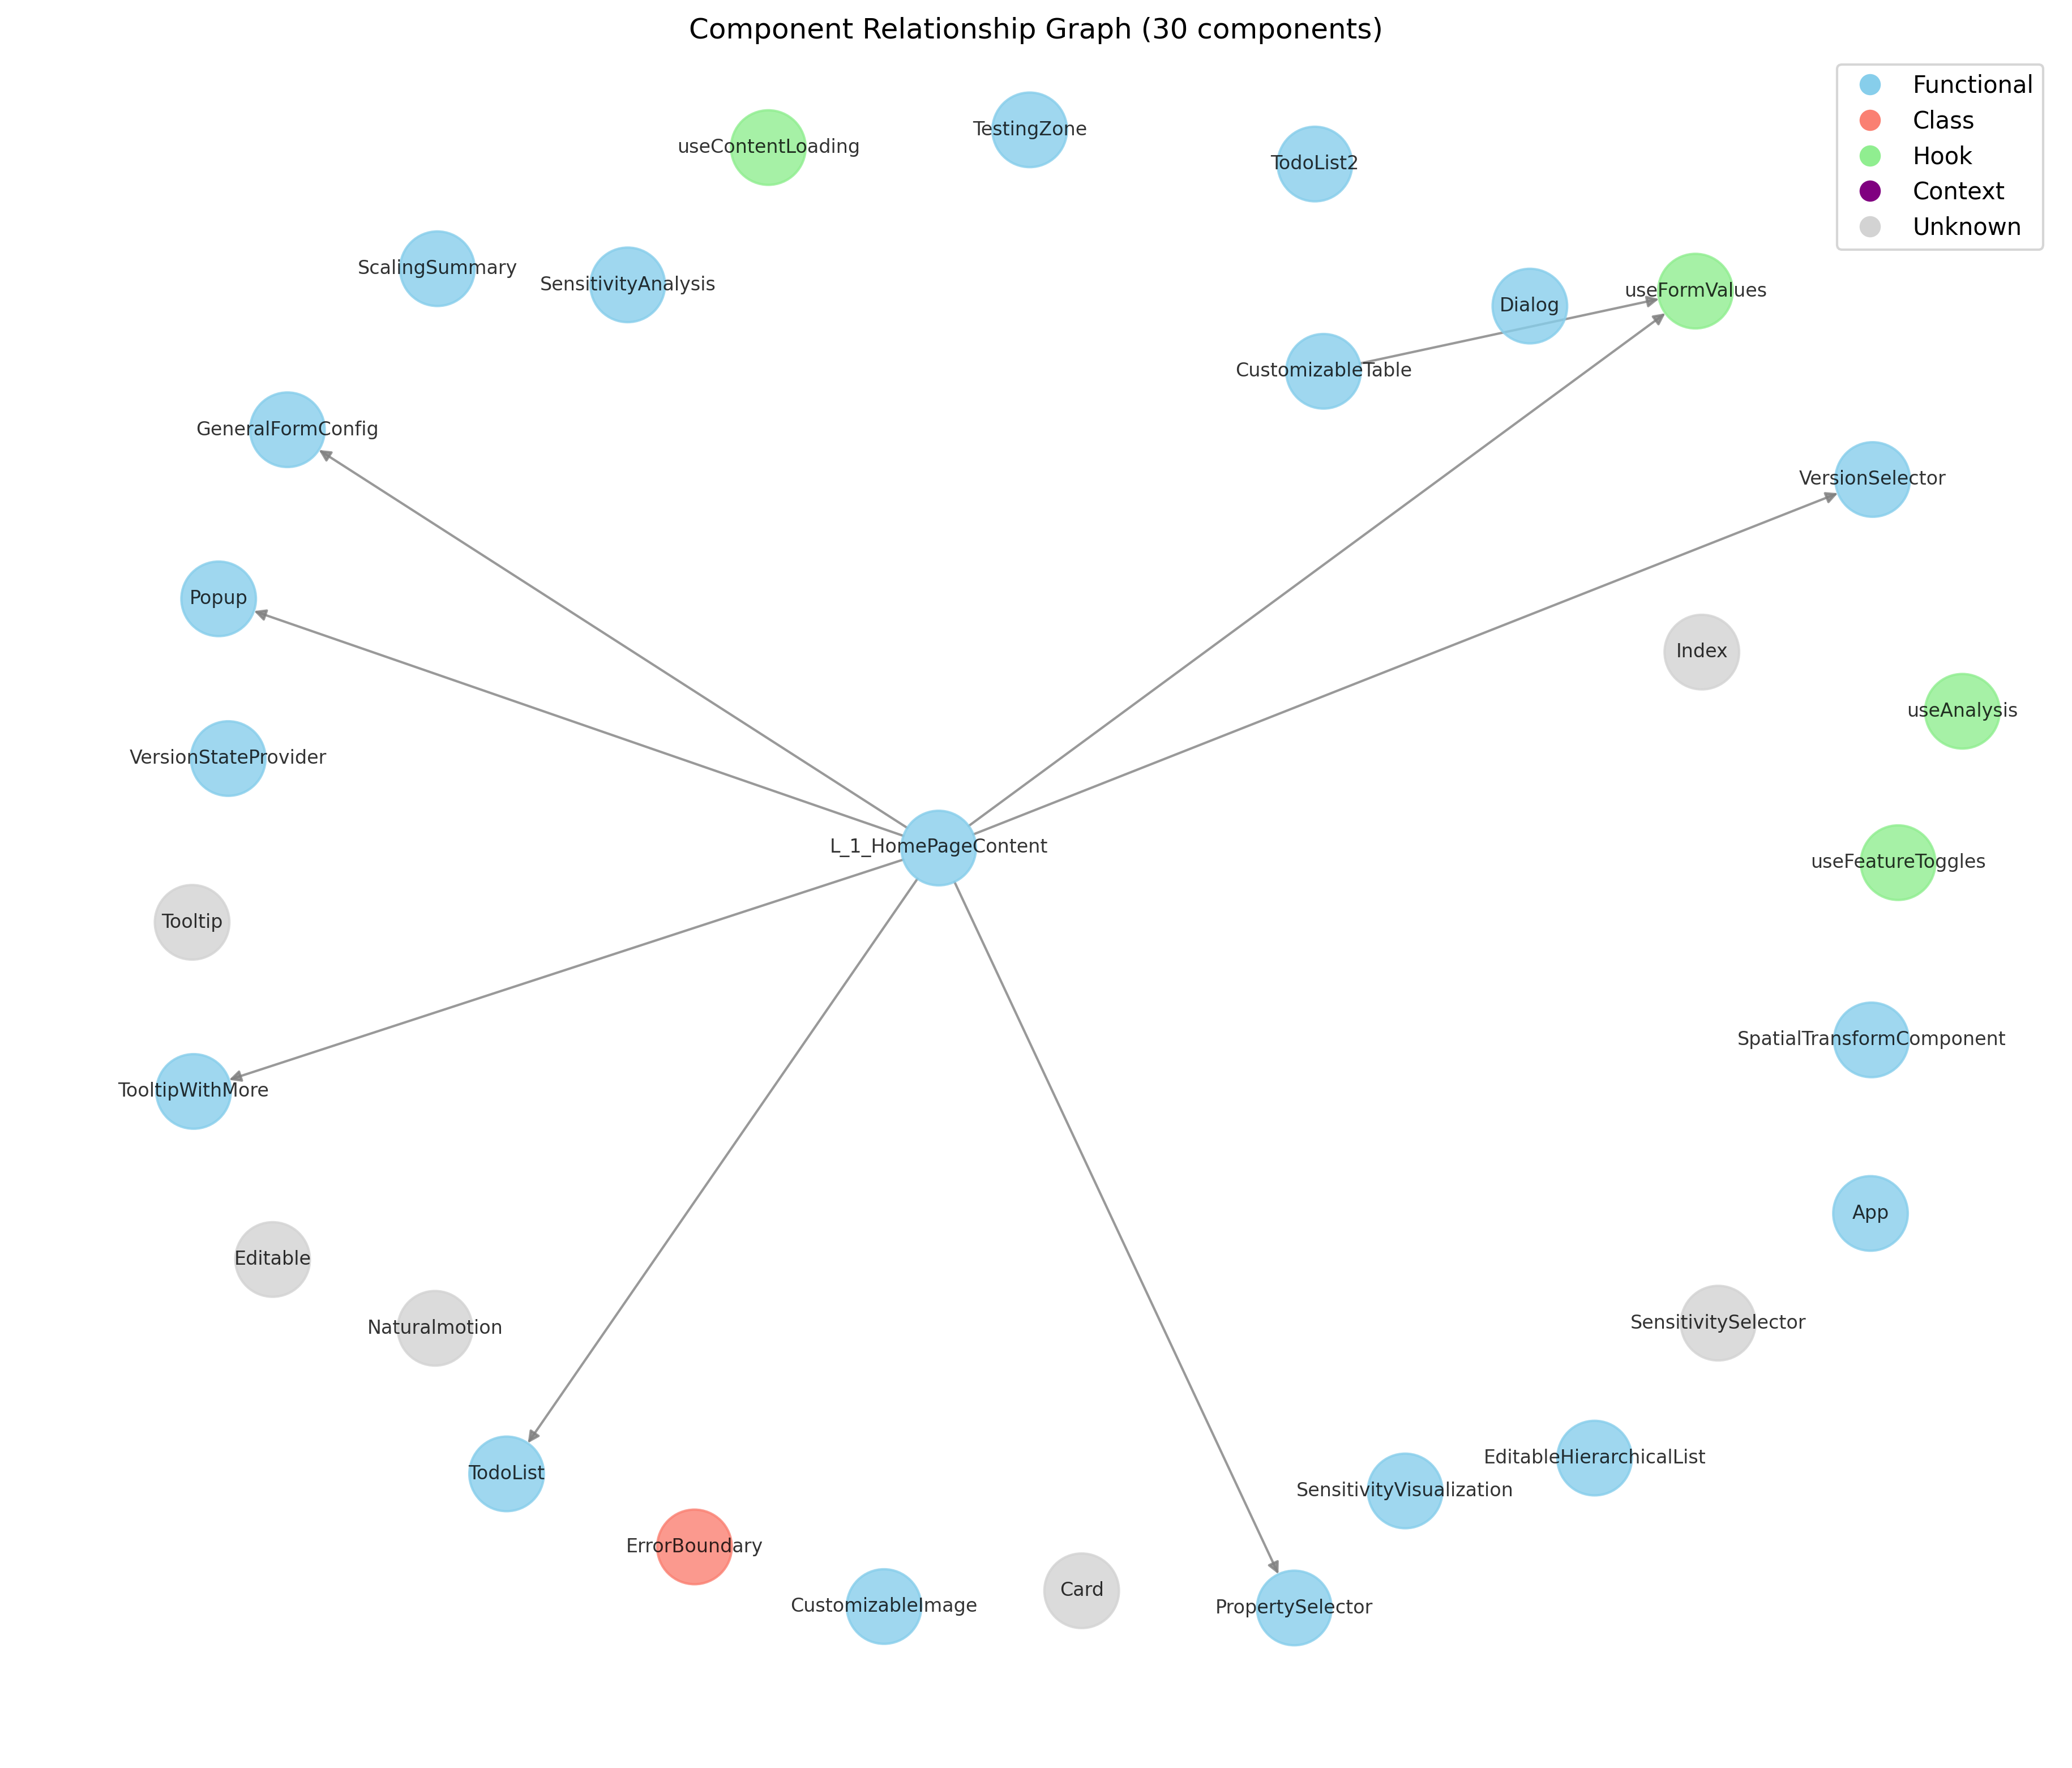 Component Relationship Graph (30 components)
Functional
Class
Hook
Context
Unknown
TestingZone
useContentLoading
TodoList2
ScalingSummary
SensitivityAnalysis
useFormValues
Dialog
CustomizableTable
GeneralFormConfig
VersionSelector
Popup
Index
useAnalysis
VersionStateProvider
L_1_HomePageContent
useFeatureToggles
Tooltip
SpatialTransformComponent
TooltipWithMore
App
Editable
SensitivitySelector
Naturalmotion
EditableHierarchicalList
TodoList
SensitivityVisualization
ErrorBoundary
Card
CustomizableImage
PropertySelector